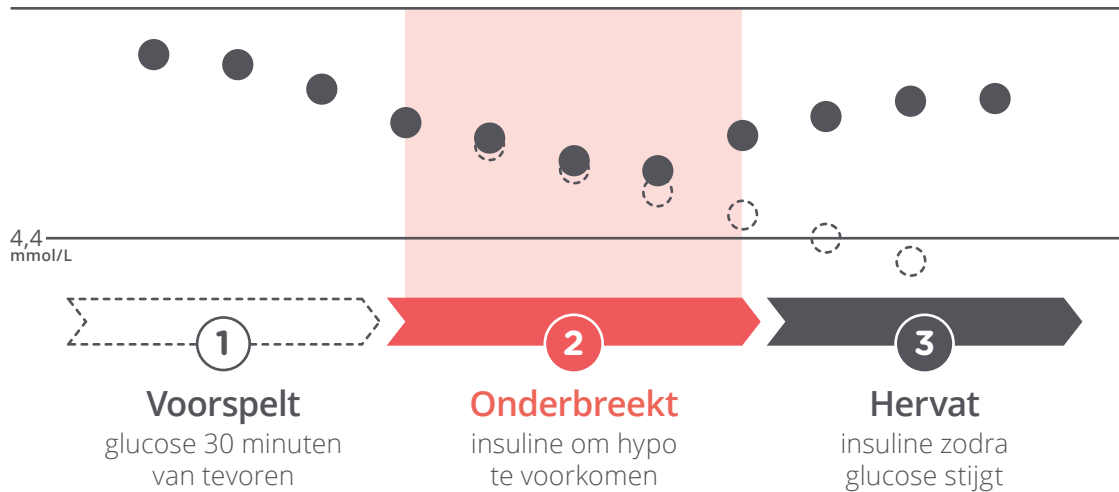 4,4
mmol/L
1
2
3
Voorspelt
glucose 30 minuten
van tevoren
Onderbreekt
insuline om hypo
te voorkomen
Hervat
insuline zodra
glucose stijgt